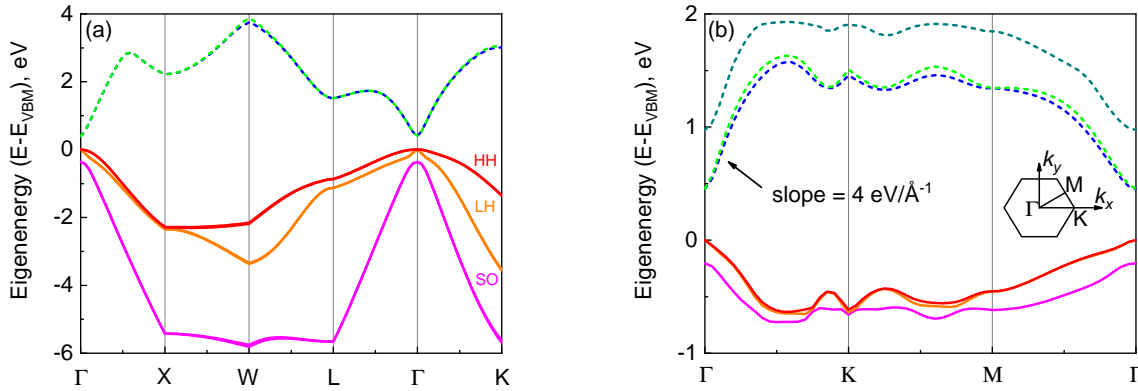 (a)
Eigenenergy (E-E_VBM), eV
4
2
0
-2
-4
-6
HH
LH
SO
Γ X W L Γ K
(b)
Eigenenergy (E-E_VBM), eV
2
1
0
-1
slope = 4 eV/Å⁻¹
k_y
M
Γ
k_x
K
Γ K M Γ